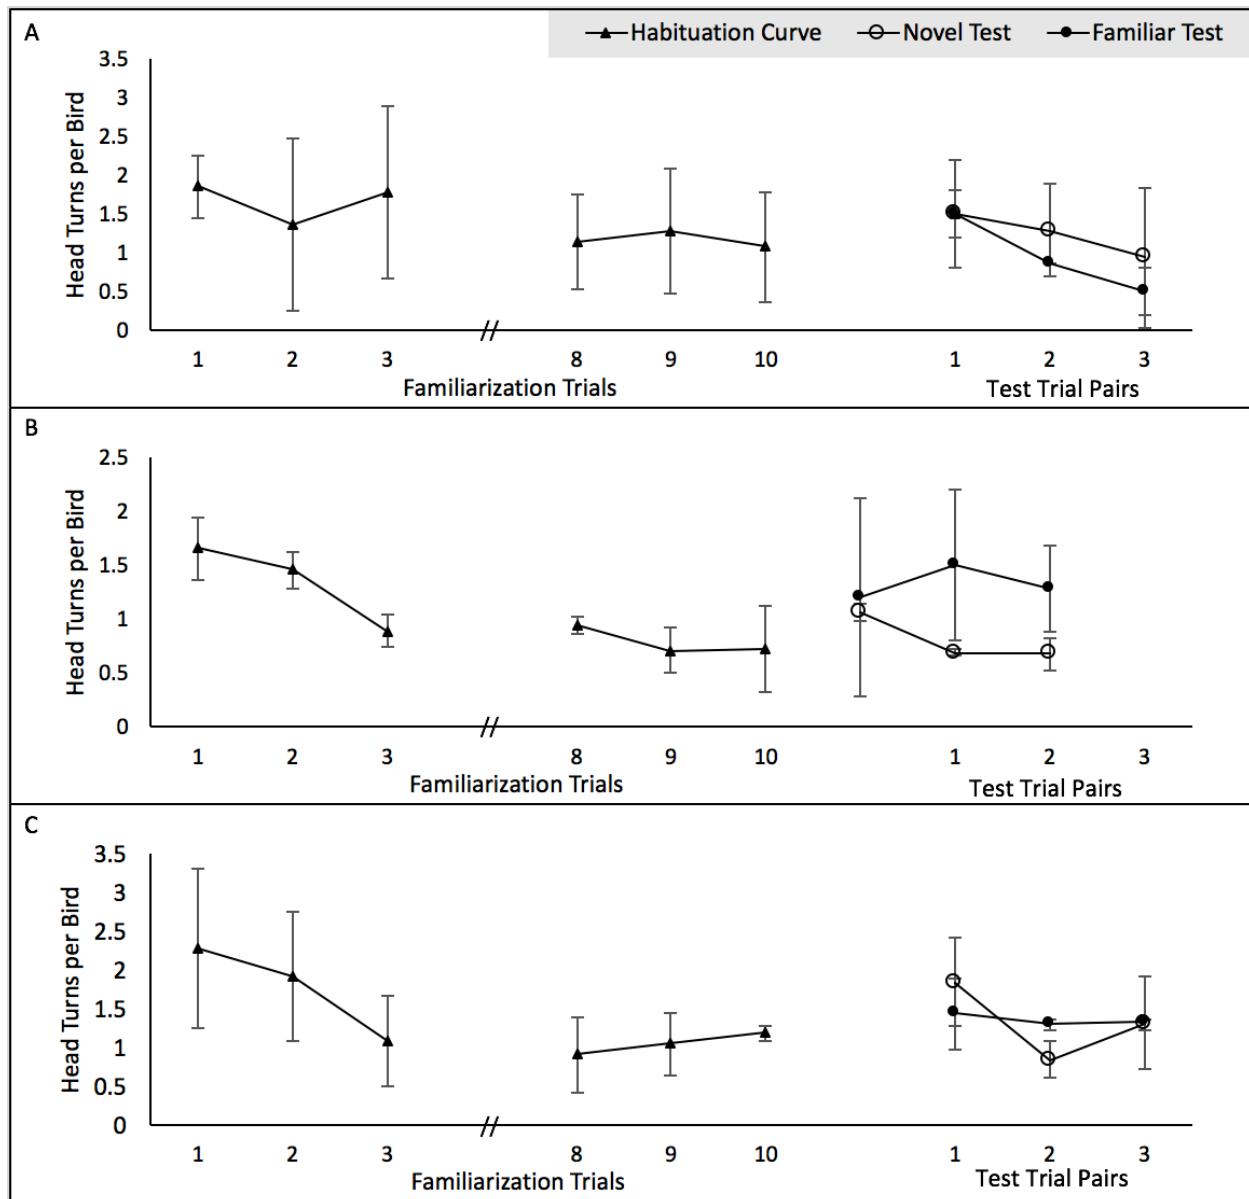 A
Habituation Curve Novel Test Familiar Test
Head Turns per Bird
3.5
3
2.5
2
1.5
1
0.5
0
1 2 3 8 9 10 1 2 3
Familiarization Trials Test Trial Pairs
B
Head Turns per Bird
2.5
2
1.5
1
0.5
0
1 2 3 8 9 10 1 2 3
Familiarization Trials Test Trial Pairs
C
Head Turns per Bird
3.5
3
2.5
2
1.5
1
0.5
0
1 2 3 8 9 10 1 2 3
Familiarization Trials Test Trial Pairs